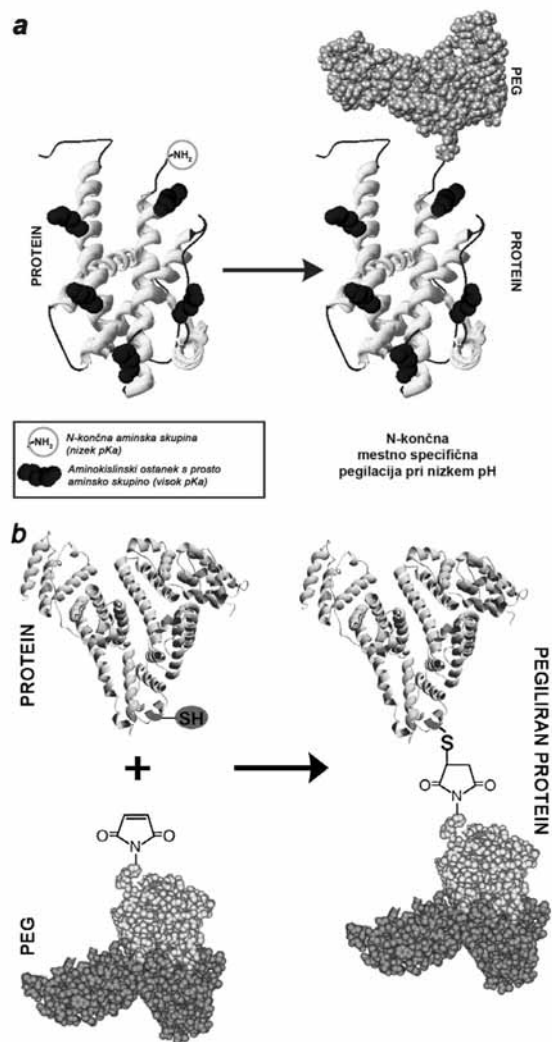 a
PEG
NH₂
PROTEIN
PROTEIN
NH₂
N-končna aminska skupina
(nizek pKa)
Aminokislinski ostanek s prosto
aminsko skupino (visok pKa)
N-končna
mestno specifična
pegilacija pri nizkem pH
b
PROTEIN
SH
+
O
O
N
PEG
S
O
O
N
PEGILIRAN PROTEIN